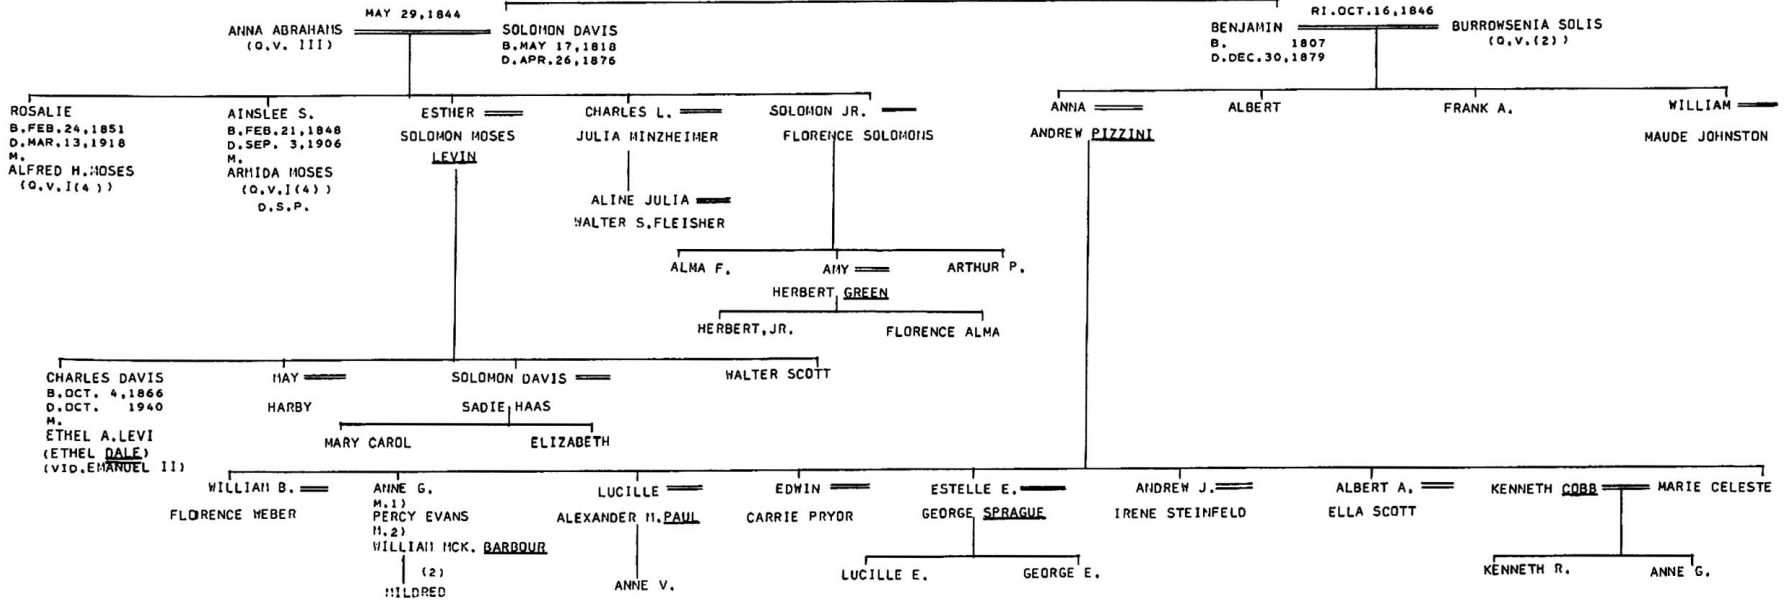 MAY 29,1844
RI.OCT.16,1846
ANNA ABRAHAMS
(Q.V. III)
SOLOMON DAVIS
B.MAY 17,1818
D.APR.26,1876
BENJAMIN
B. 1807
D.DEC.30,1879
BURROWSENIA SOLIS
(Q.V.(2))
ROSALIE
B.FEB.24,1851
D.MAR.13,1918
M.
ALFRED H.MOSES
(Q.V.I(4))
AINSLEE S.
B.FEB.21,1848
D.SEP. 3,1906
M.
ARMIDA MOSES
(Q.V.I(4))
D.S.P.
ESTHER
SOLOMON MOSES
LEVIN
CHARLES L.
JULIA MINZHEIMER
SOLOMON JR.
FLORENCE SOLOMONS
ANNA
ANDREW PIZZINI
ALBERT
FRANK A.
WILLIAM
MAUDE JOHNSTON
ALINE JULIA
WALTER S.FLEISHER
ALMA F.
AMY
HERBERT GREEN
ARTHUR P.
HERBERT,JR.
FLORENCE ALMA
CHARLES DAVIS
B.OCT. 4,1866
D.OCT. 1940
M.
ETHEL A.LEVI
(ETHEL DALE)
(VID.EMANUEL II)
MAY
HARBY
SOLOMON DAVIS
SADIE HAAS
WALTER SCOTT
MARY CAROL
ELIZABETH
WILLIAM B.
FLORENCE WEBER
ANNE G.
M.1)
PERCY EVANS
M.2)
WILLIAM MCK. BARBOUR
(2)
MILDRED
LUCILLE
ALEXANDER M.PAUL
ANNE V.
EDWIN
CARRIE PRYOR
ESTELLE E.
GEORGE SPRAGUE
LUCILLE E.
GEORGE E.
ANDREW J.
IRENE STEINFELD
ALBERT A.
ELLA SCOTT
KENNETH COBB
MARIE CELESTE
KENNETH R.
ANNE G.